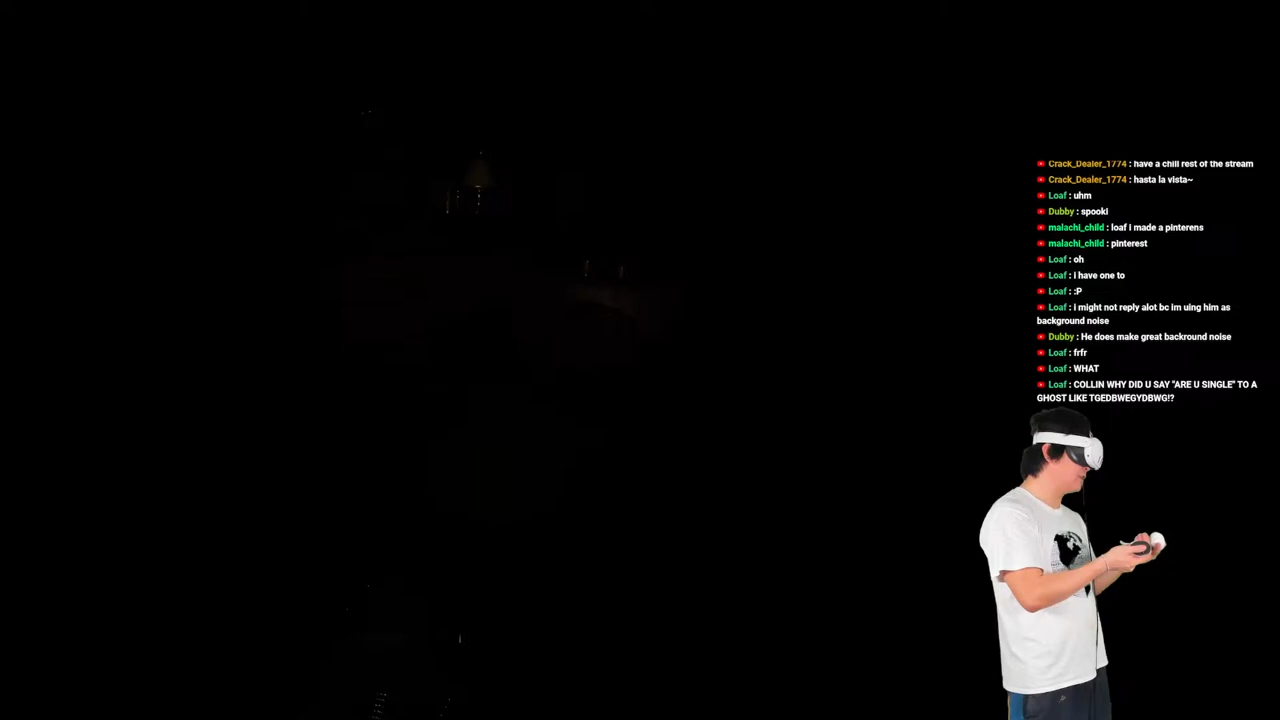 Crack_Dealer_1774 : have a chill rest of the stream
Crack_Dealer_1774 : hasta la vista~
Loaf : uhm
Dubby : spooki
malachi_child : loaf i made a pinterens
malachi_child : pinterest
Loaf : oh
Loaf : i have one to
Loaf : :P
Loaf : i might not reply alot bc im uing him as
background noise
Dubby : He does make great backround noise
Loaf : frfr
Loaf : WHAT
Loaf : COLLIN WHY DID U SAY "ARE U SINGLE" TO A
GHOST LIKE TGEDBWEGYDBWG!?